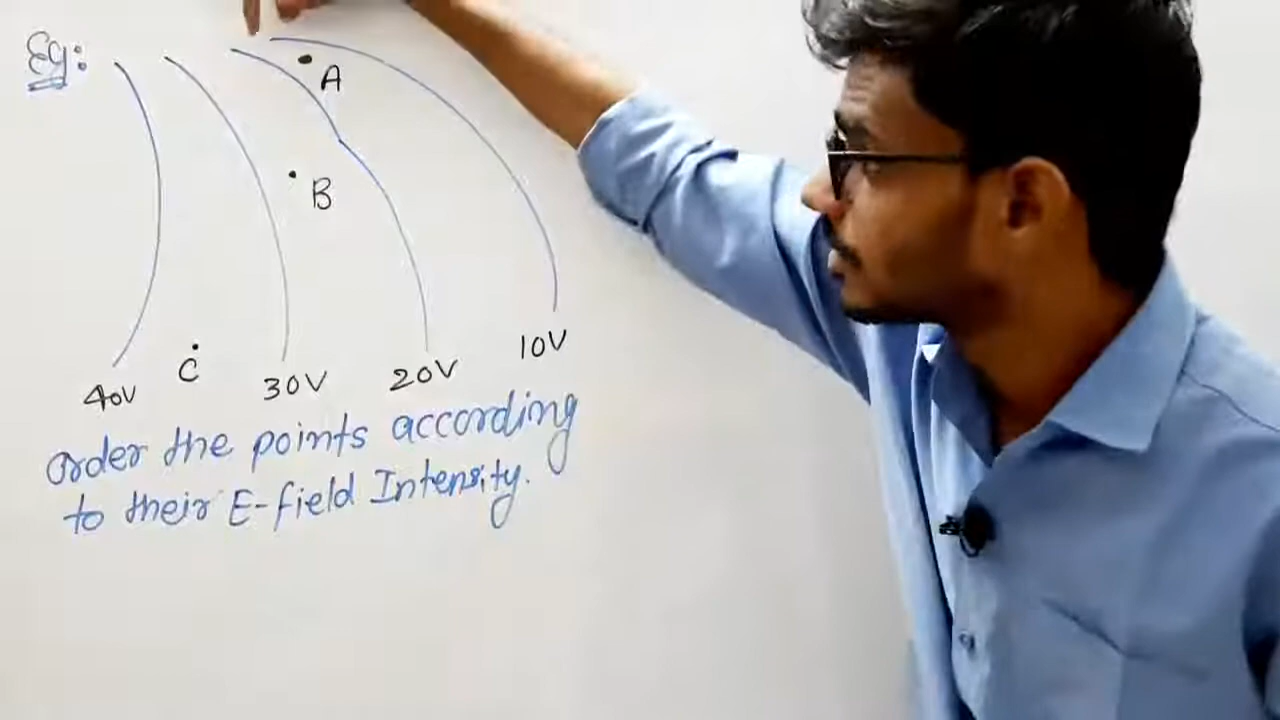 Eg:
A
B
C
40V 30V 20V 10V
order the points according
to their E-field Intensity.